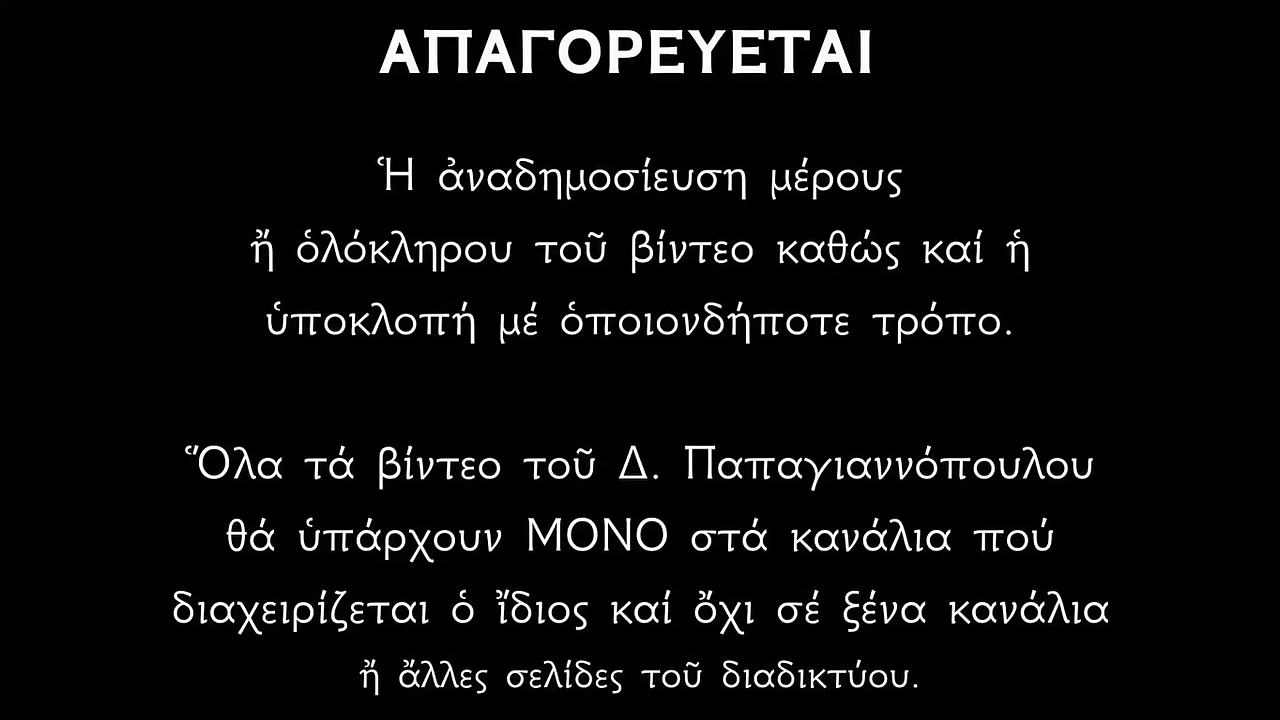 ΑΠΑΓΟΡΕΥΕΤΑΙ
Ἡ ἀναδημοσίευση μέρους
ἤ ὁλόκληρου τοῦ βίντεο καθώς καί ἡ
ὑποκλοπή μέ ὁποιονδήποτε τρόπο.
Ὅλα τά βίντεο τοῦ Δ. Παπαγιαννόπουλου
θά ὑπάρχουν ΜΟΝΟ στά κανάλια πού
διαχειρίζεται ὁ ἴδιος καί ὄχι σέ ξένα κανάλια
ἤ ἄλλες σελίδες τοῦ διαδικτύου.